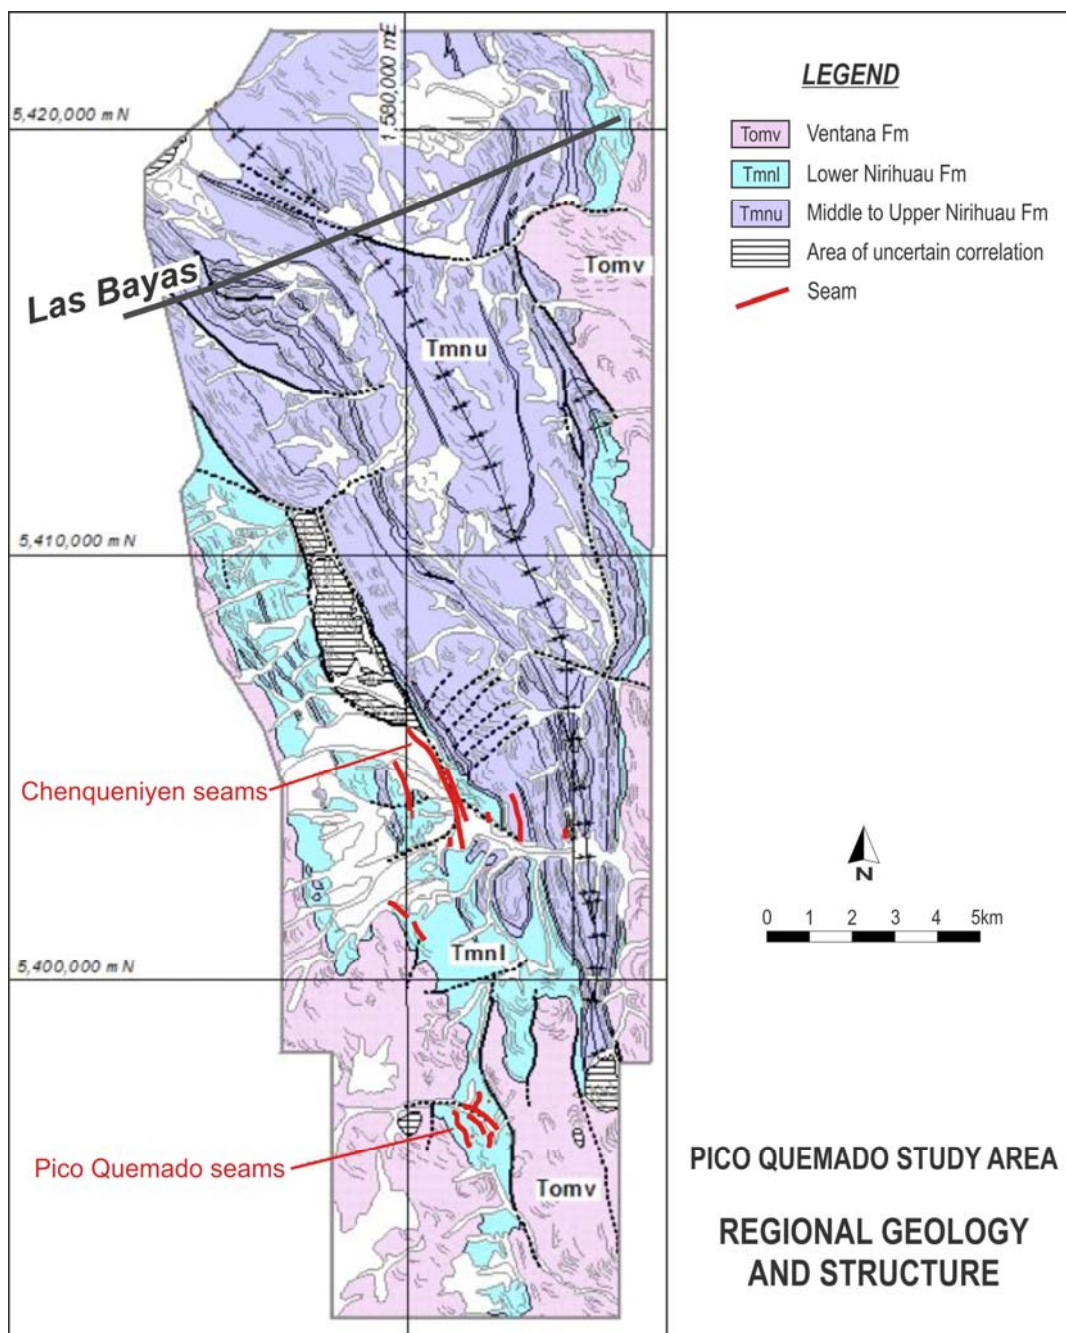 LEGEND
Tomv Ventana Fm
Tmnl Lower Nirihuau Fm
Tmnu Middle to Upper Nirihuau Fm
Area of uncertain correlation
Seam
1,580,000 mE
5,420,000 m N
Las Bayas
Tomv
Tmnu
5,410,000 m N
Chenqueniyen seams
N
0 1 2 3 4 5km
Tmnl
5,400,000 m N
Pico Quemado seams
Tomv
PICO QUEMADO STUDY AREA
REGIONAL GEOLOGY
AND STRUCTURE